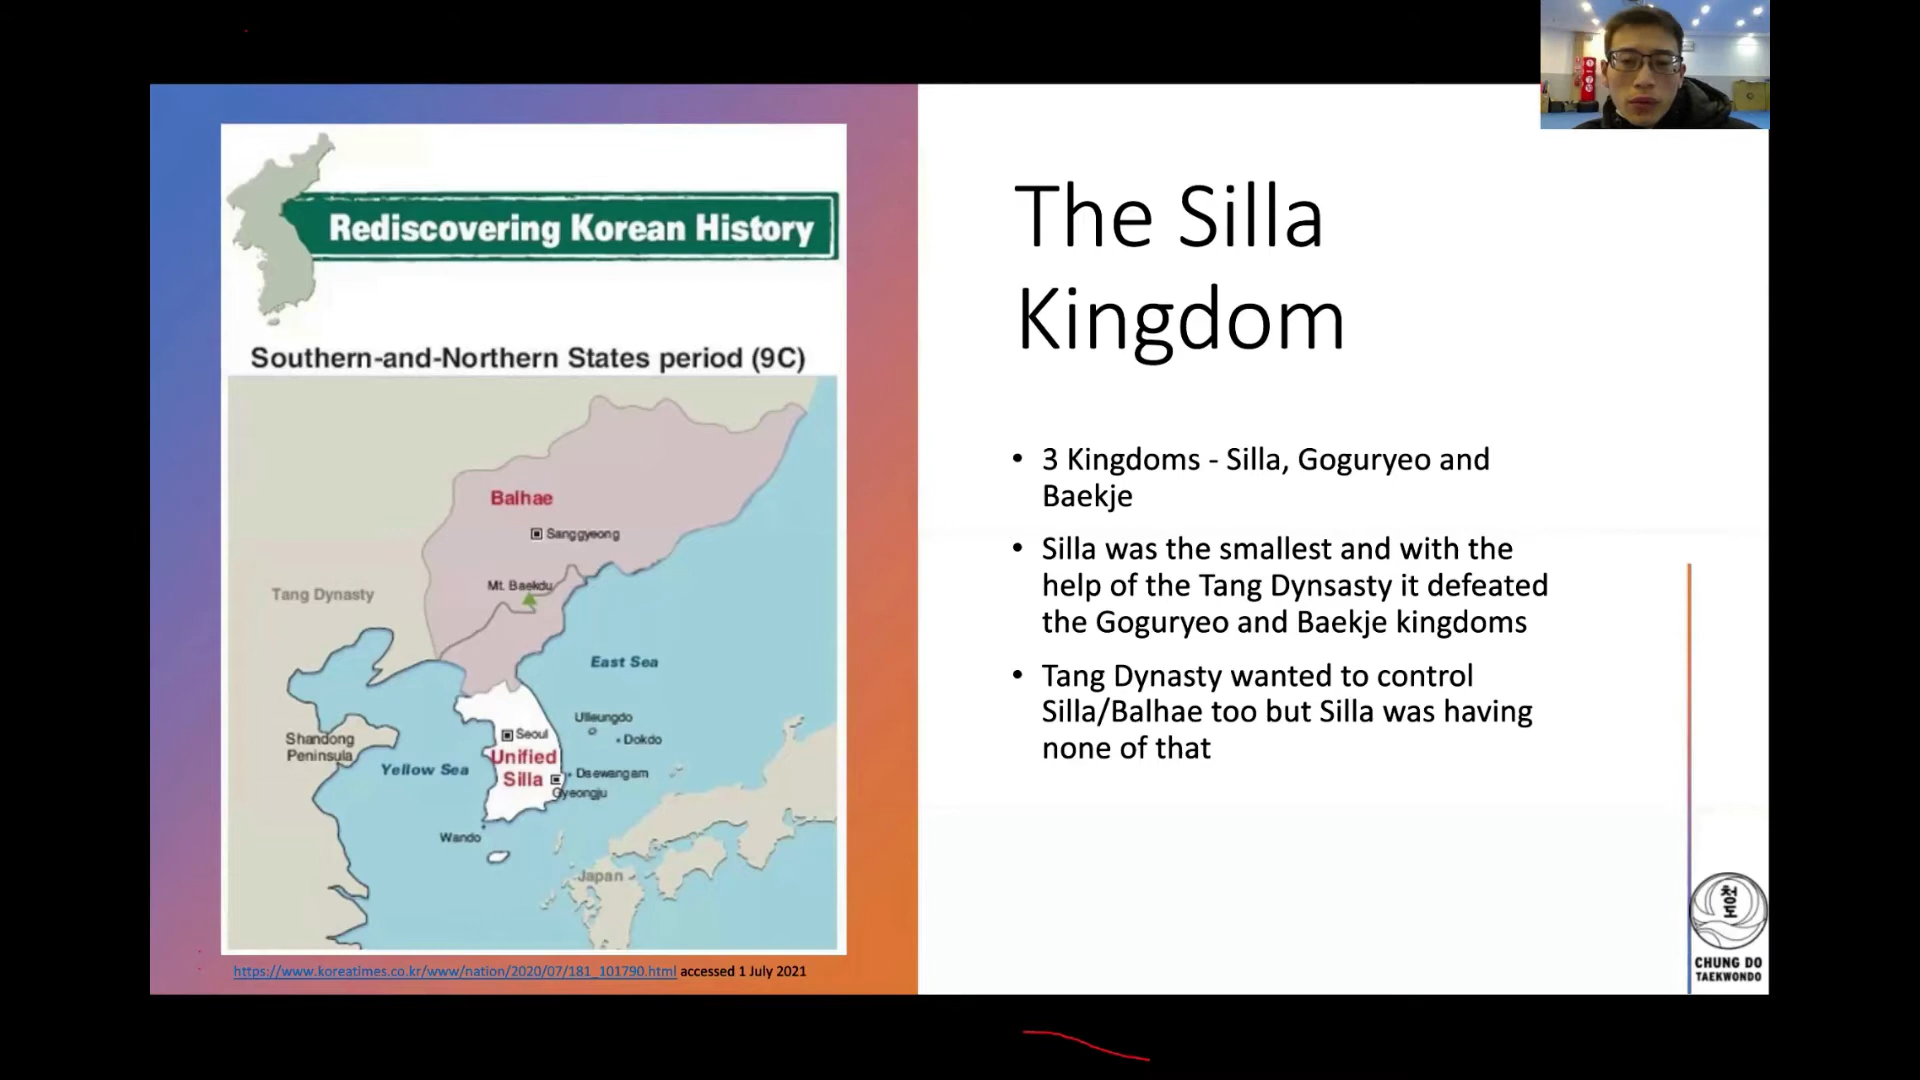 Rediscovering Korean History
Southern-and-Northern States period (9C)
Balhae
Sanggyeong
Mt. Baekdu
Tang Dynasty
East Sea
Ulleungdo
Dokdo
Seoul
Shandong
Peninsula
Yellow Sea
Unified
Silla
Daewangam
Gyeongju
Wando
Japan
https://www.koreatimes.co.kr/www/nation/2020/07/181_101790.html accessed 1 July 2021
The Silla
Kingdom
• 3 Kingdoms - Silla, Goguryeo and
Baekje
• Silla was the smallest and with the
help of the Tang Dynsasty it defeated
the Goguryeo and Baekje kingdoms
• Tang Dynasty wanted to control
Silla/Balhae too but Silla was having
none of that
청도
CHUNG DO
TAEKWONDO